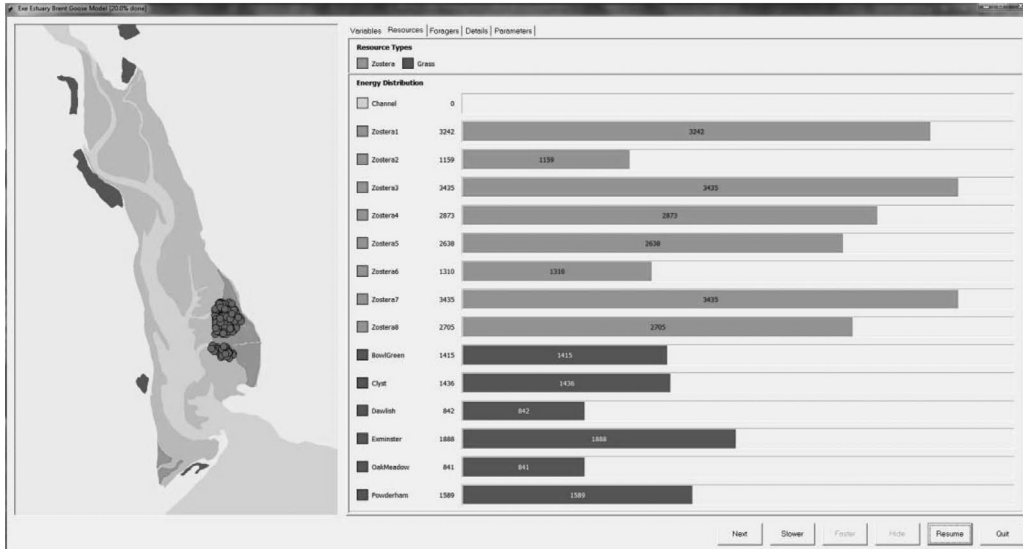 Exe Estuary Brent Goose Model [20.0% done]
Variables Resources Foragers Details Parameters
Resource Types
Zostera Grass
Energy Distribution
Channel 0
Zostera1 3242 3242
Zostera2 1159 1159
Zostera3 3435 3435
Zostera4 2873 2873
Zostera5 2638 2638
Zostera6 1310 1310
Zostera7 3435 3435
Zostera8 2705 2705
BowlGreen 1415 1415
Clyst 1436 1436
Dawlish 842 842
Exminster 1888 1888
OakMeadow 841 841
Powderham 1589 1589
Next Slower Faster Hide Resume Quit